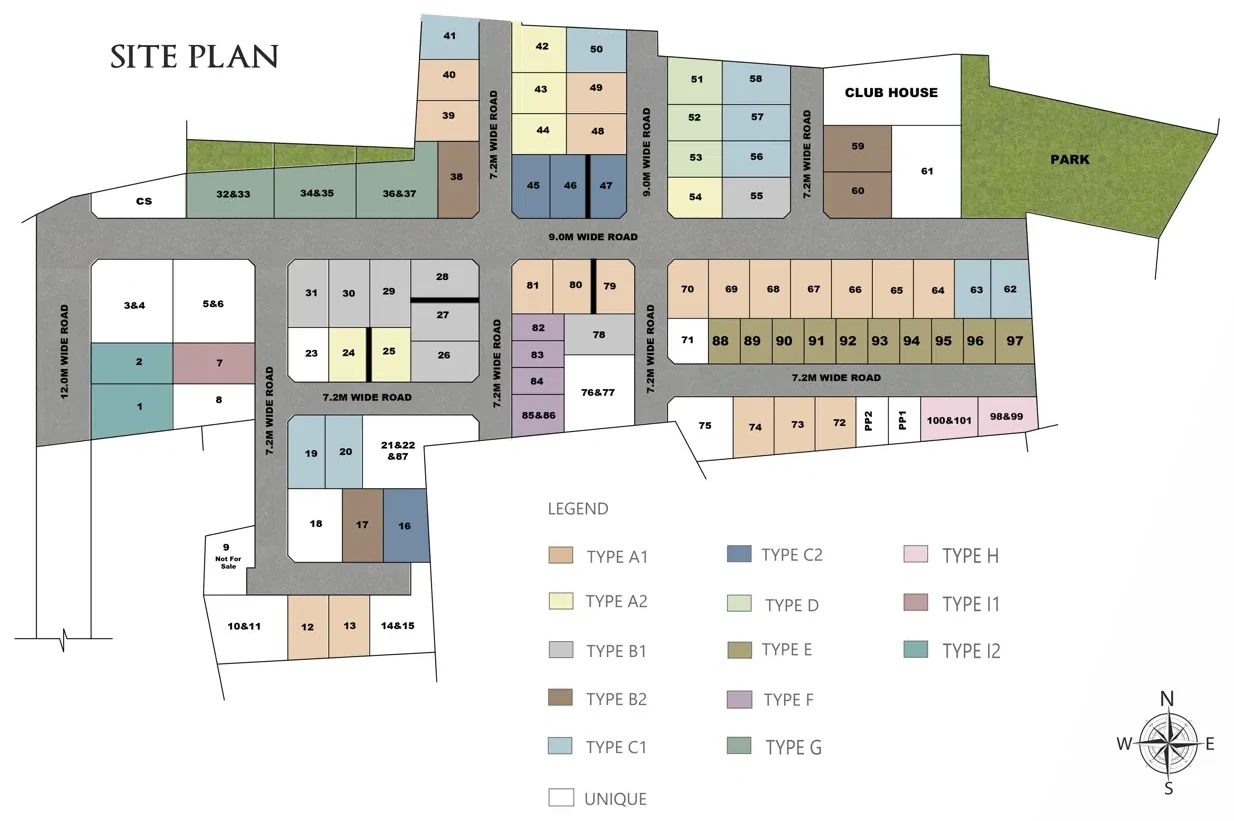 SITE PLAN
41
40
39
38
7.2M WIDE ROAD
42
50
43
49
44
48
45
46
47
9.0M WIDE ROAD
51
58
52
57
53
56
54
55
7.2M WIDE ROAD
CLUB HOUSE
59
60
61
PARK
CS
32&33
34&35
36&37
9.0M WIDE ROAD
12.0M WIDE ROAD
3&4
5&6
2
7
1
8
7.2M WIDE ROAD
31
30
29
28
27
26
23
24
25
7.2M WIDE ROAD
7.2M WIDE ROAD
81
80
79
82
83
84
85&86
78
76&77
7.2M WIDE ROAD
70
69
68
67
66
65
64
63
62
71
88
89
90
91
92
93
94
95
96
97
7.2M WIDE ROAD
75
74
73
72
PP2
PP1
100&101
98&99
19
20
21&22
&87
18
17
16
9
Not For
Sale
10&11
12
13
14&15
LEGEND
TYPE A1
TYPE A2
TYPE B1
TYPE B2
TYPE C1
UNIQUE
TYPE C2
TYPE D
TYPE E
TYPE F
TYPE G
TYPE H
TYPE I1
TYPE I2
N
W
E
S